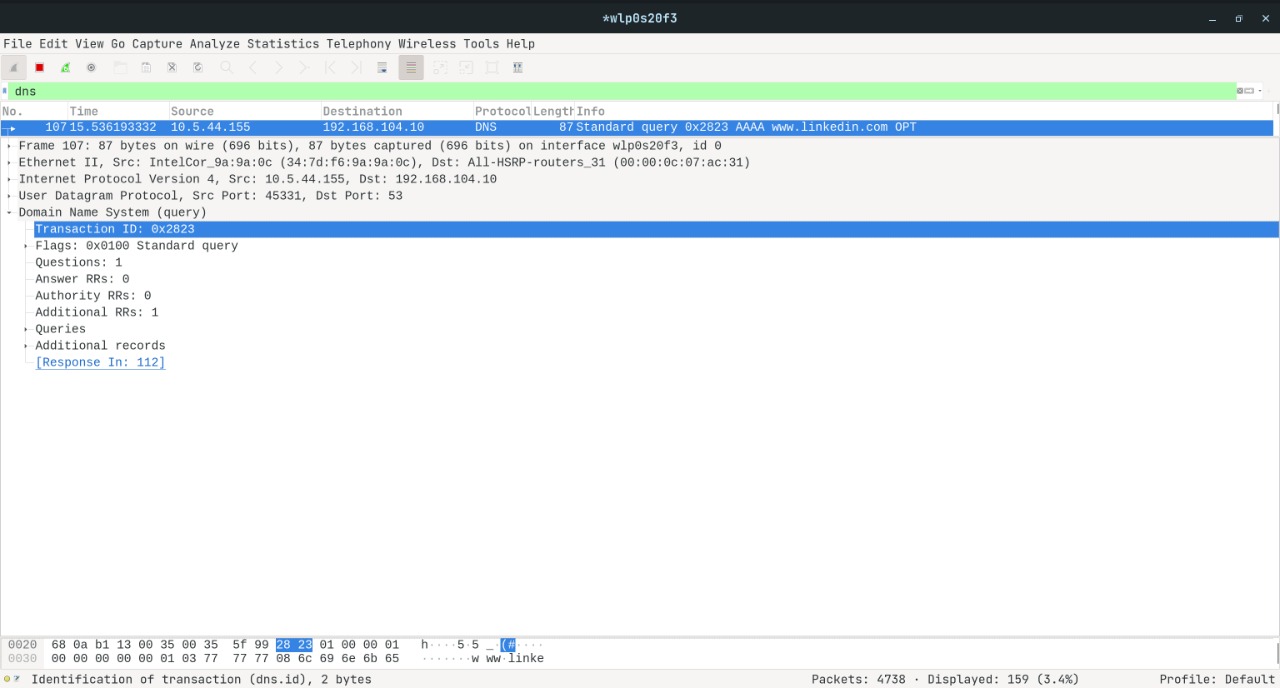 *wlp0s20f3
File Edit View Go Capture Analyze Statistics Telephony Wireless Tools Help
dns
No. Time Source Destination Protocol Length Info
107 15.536193332 10.5.44.155 192.168.104.10 DNS 87 Standard query 0x2823 AAAA www.linkedin.com OPT
Frame 107: 87 bytes on wire (696 bits), 87 bytes captured (696 bits) on interface wlp0s20f3, id 0
Ethernet II, Src: IntelCor_9a:9a:0c (34:7d:f6:9a:9a:0c), Dst: All-HSRP-routers_31 (00:00:0c:07:ac:31)
Internet Protocol Version 4, Src: 10.5.44.155, Dst: 192.168.104.10
User Datagram Protocol, Src Port: 45331, Dst Port: 53
Domain Name System (query)
Transaction ID: 0x2823
Flags: 0x0100 Standard query
Questions: 1
Answer RRs: 0
Authority RRs: 0
Additional RRs: 1
Queries
Additional records
[Response In: 112]
0020 68 0a b1 13 00 35 00 35 5f 99 28 23 01 00 00 01 h····5·5 _·(#····
0030 00 00 00 00 00 01 03 77 77 77 08 6c 69 6e 6b 65 ·······w ww·linke
Identification of transaction (dns.id), 2 bytes Packets: 4738 · Displayed: 159 (3.4%) Profile: Default